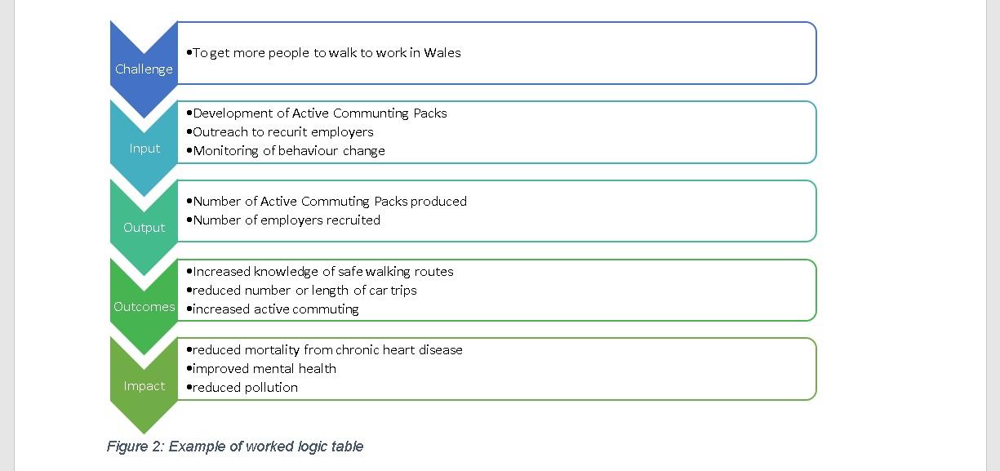 Challenge
•To get more people to walk to work in Wales
Input
•Development of Active Communting Packs
•Outreach to recurit employers
•Monitoring of behaviour change
Output
•Number of Active Commuting Packs produced
•Number of employers recruited
Outcomes
•Increased knowledge of safe walking routes
•reduced number or length of car trips
•increased active commuting
Impact
•reduced mortality from chronic heart disease
•improved mental health
•reduced pollution
Figure 2: Example of worked logic table